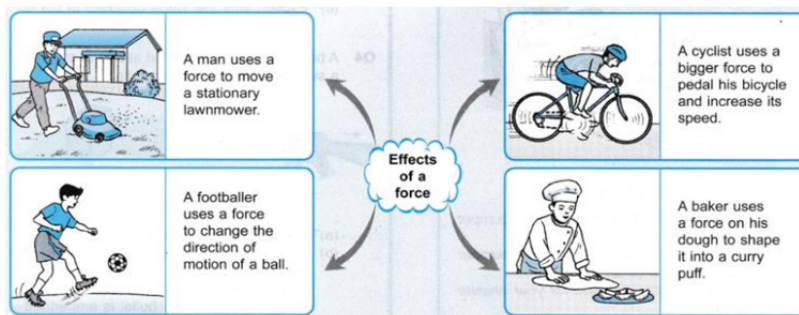 A man uses a
force to move
a stationary
lawnmower.
A cyclist uses a
bigger force to
pedal his bicycle
and increase its
speed.
Effects
of a
force
A footballer
uses a force
to change the
direction of
motion of a ball.
A baker uses
a force on his
dough to shape
it into a curry
puff.